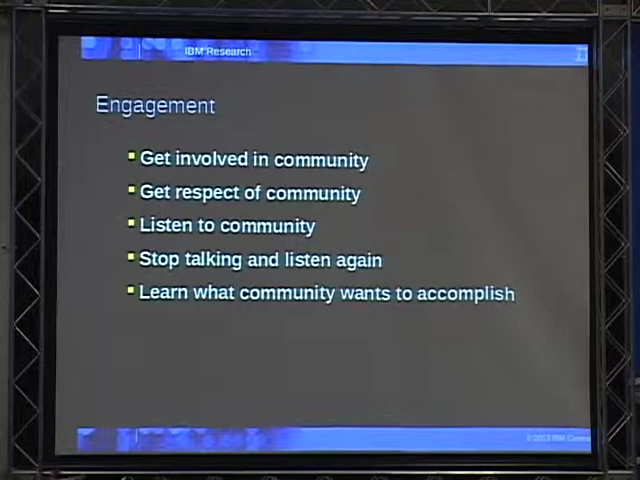 IBM Research
Engagement
Get involved in community
Get respect of community
Listen to community
Stop talking and listen again
Learn what community wants to accomplish